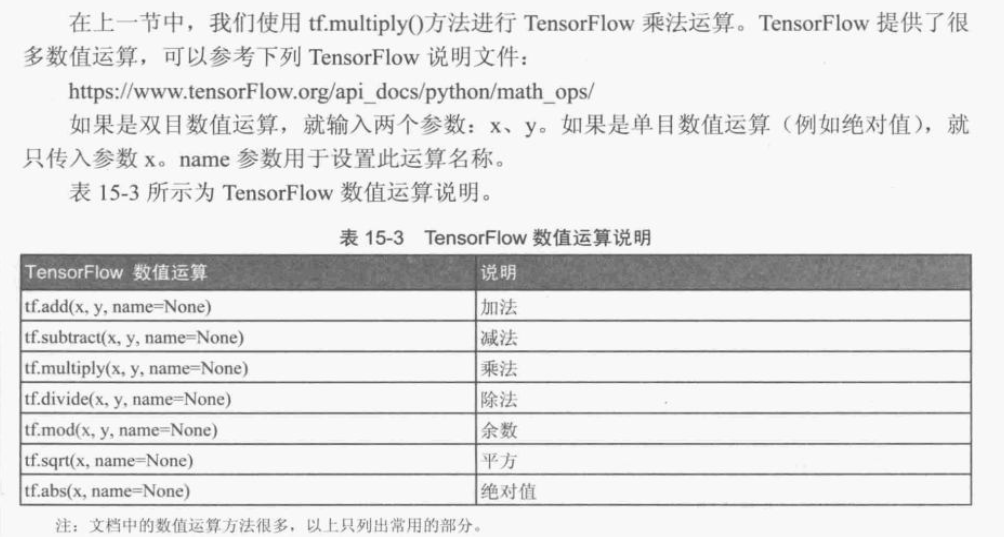 在上一节中，我们使用 tf.multiply()方法进行 TensorFlow 乘法运算。TensorFlow 提供了很
多数值运算，可以参考下列 TensorFlow 说明文件：
https://www.tensorFlow.org/api_docs/python/math_ops/
如果是双目数值运算，就输入两个参数：x、y。如果是单目数值运算（例如绝对值），就
只传入参数 x。name 参数用于设置此运算名称。
表 15-3 所示为 TensorFlow 数值运算说明。
表 15-3 TensorFlow 数值运算说明
TensorFlow 数值运算 说明
tf.add(x, y, name=None) 加法
tf.subtract(x, y, name=None) 减法
tf.multiply(x, y, name=None) 乘法
tf.divide(x, y, name=None) 除法
tf.mod(x, y, name=None) 余数
tf.sqrt(x, name=None) 平方
tf.abs(x, name=None) 绝对值
注：文档中的数值运算方法很多，以上只列出常用的部分。